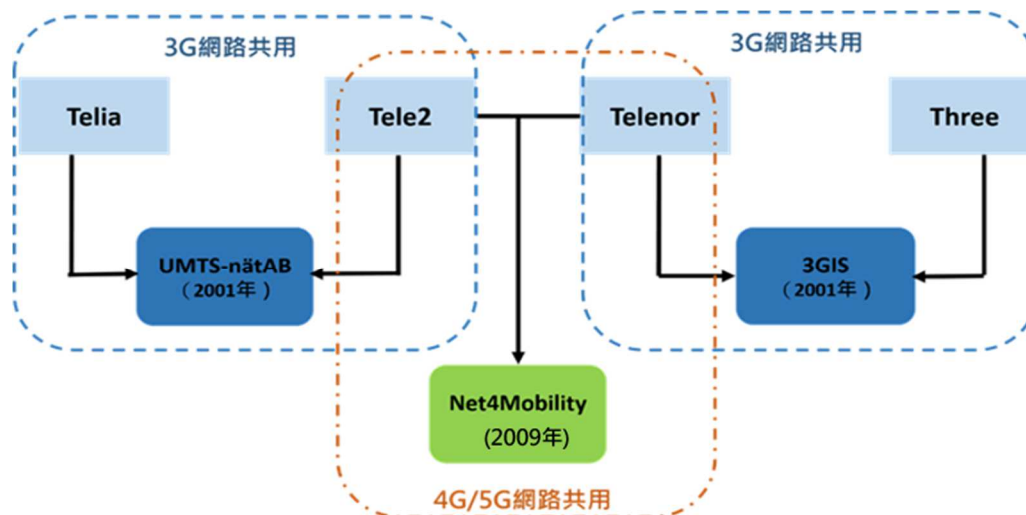 3G網路共用
3G網路共用
Telia
Tele2
Telenor
Three
UMTS-nätAB
(2001年)
3GIS
(2001年)
Net4Mobility
(2009年)
4G/5G網路共用